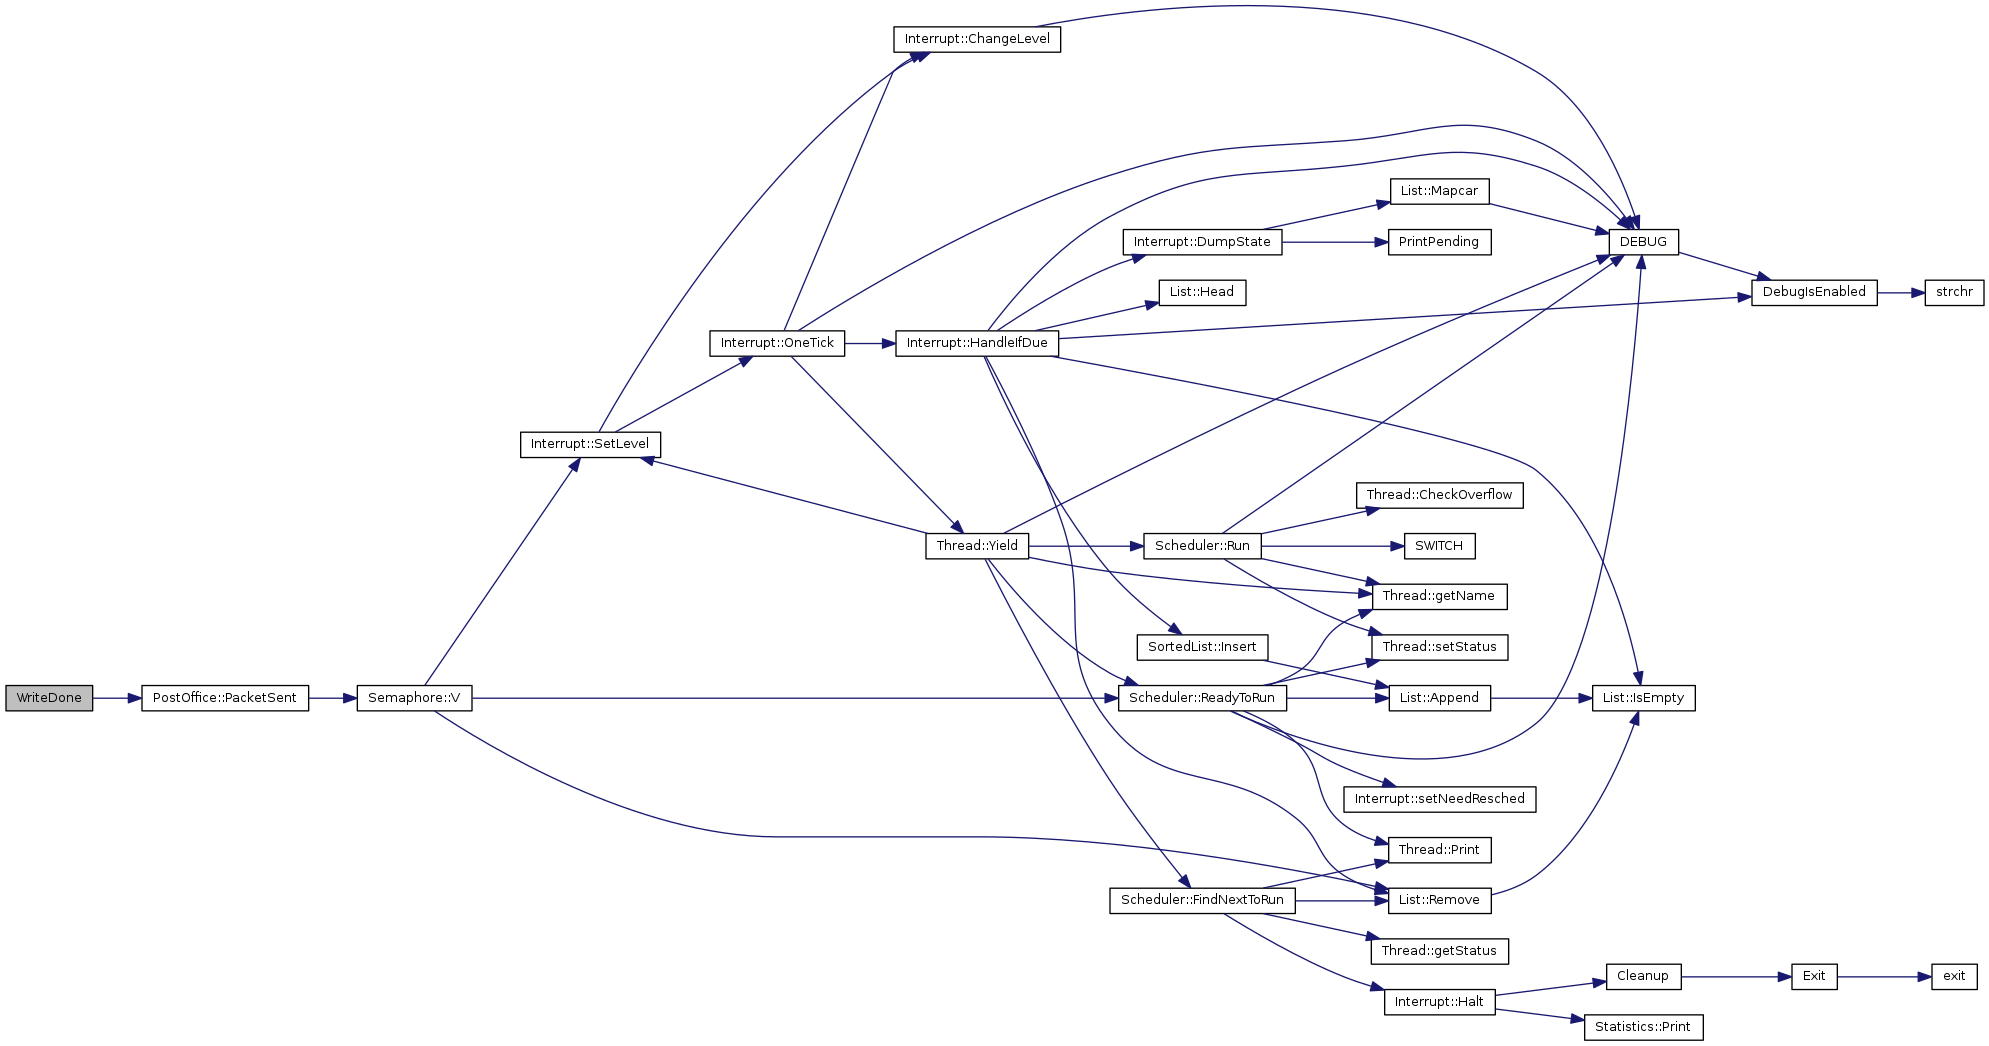 Interrupt::ChangeLevel
List::Mapcar
Interrupt::DumpState
PrintPending
DEBUG
List::Head
DebugIsEnabled
strchr
Interrupt::OneTick
Interrupt::HandleIfDue
Interrupt::SetLevel
Thread::CheckOverflow
Thread::Yield
Scheduler::Run
SWITCH
Thread::getName
SortedList::Insert
Thread::setStatus
WriteDone
PostOffice::PacketSent
Semaphore::V
Scheduler::ReadyToRun
List::Append
List::IsEmpty
Interrupt::setNeedResched
Thread::Print
Scheduler::FindNextToRun
List::Remove
Thread::getStatus
Cleanup
Exit
exit
Interrupt::Halt
Statistics::Print